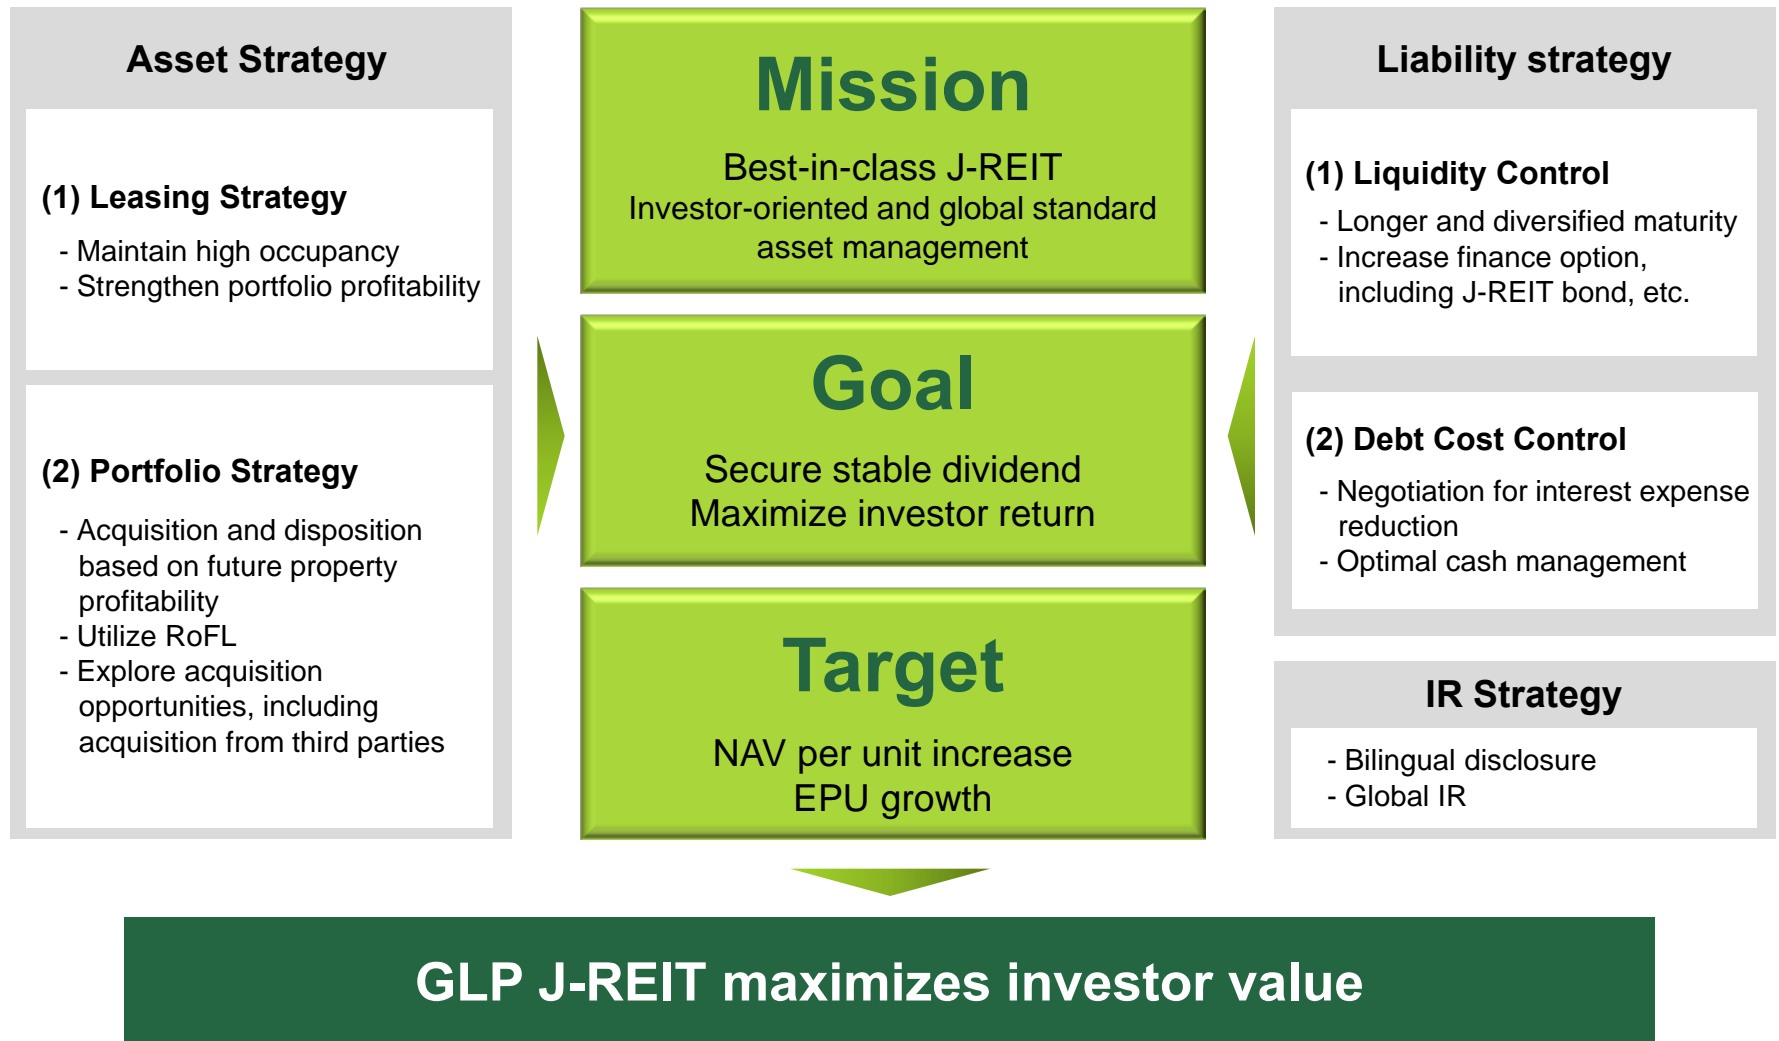 Asset Strategy
(1) Leasing Strategy
- Maintain high occupancy
- Strengthen portfolio profitability
(2) Portfolio Strategy
- Acquisition and disposition
based on future property
profitability
- Utilize RoFL
- Explore acquisition
opportunities, including
acquisition from third parties
Mission
Best-in-class J-REIT
Investor-oriented and global standard
asset management
Goal
Secure stable dividend
Maximize investor return
Target
NAV per unit increase
EPU growth
Liability strategy
(1) Liquidity Control
- Longer and diversified maturity
- Increase finance option,
including J-REIT bond, etc.
(2) Debt Cost Control
- Negotiation for interest expense
reduction
- Optimal cash management
IR Strategy
- Bilingual disclosure
- Global IR
GLP J-REIT maximizes investor value